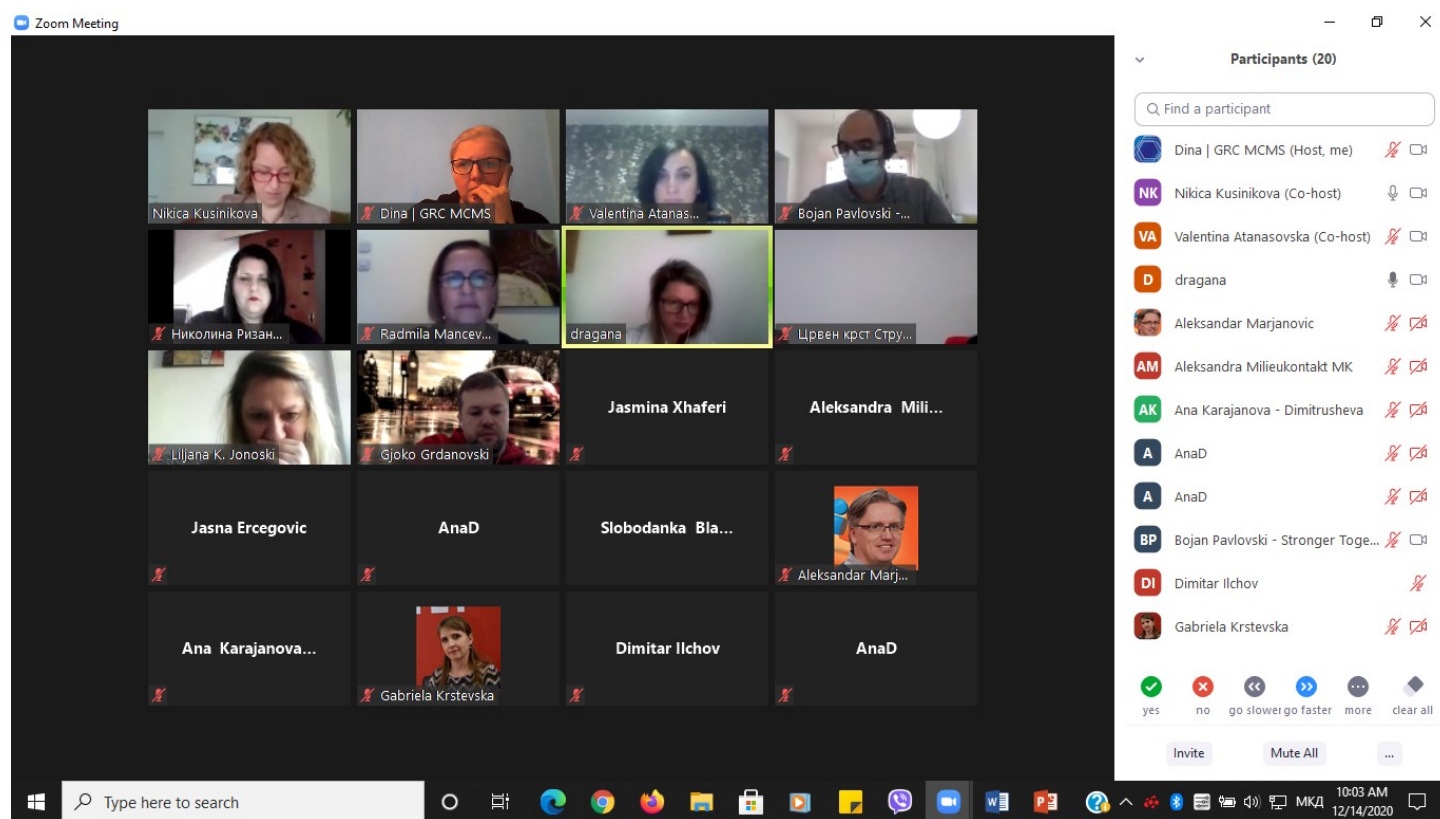 Zoom Meeting
Nikica Kusinikova
Dina | GRC MCMS
Valentina Atanas...
Bojan Pavlovski -...
Николина Ризан...
Radmila Mancev...
dragana
Црвен крст Стру...
Liljana K. Jonoski
Gjoko Grdanovski
Jasmina Xhaferi
Aleksandra Mili...
Jasna Ercegovic
AnaD
Slobodanka Bla...
Aleksandar Marj...
Ana Karajanova...
Gabriela Krstevska
Dimitar Ilchov
AnaD
Participants (20)
Find a participant
Dina | GRC MCMS (Host, me)
NK Nikica Kusinikova (Co-host)
VA Valentina Atanasovska (Co-host)
D dragana
Aleksandar Marjanovic
AM Aleksandra Milieukontakt MK
AK Ana Karajanova - Dimitrusheva
A AnaD
A AnaD
BP Bojan Pavlovski - Stronger Toge...
DI Dimitar Ilchov
Gabriela Krstevska
yes no go slower go faster more clear all
Invite Mute All ...
Type here to search
МКД
10:03 AM
12/14/2020